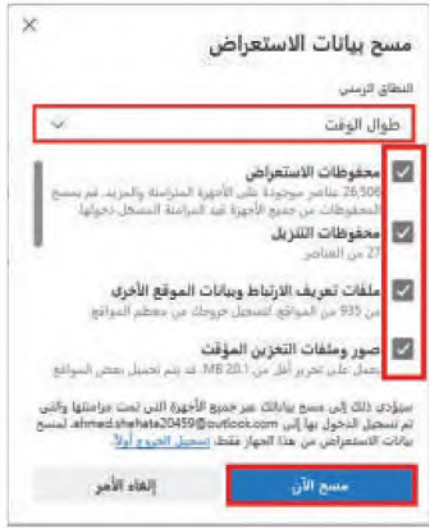 مسح بيانات الاستعراض
النطاق الزمني
طوال الوقت
محفوظات الاستعراض
26,506 عناصر موجودة على الأجهزة المتزامنة والمزيد. قم بمسح
المحفوظات من جميع الأجهزة قيد المزامنة المسجل دخولها.
محفوظات التنزيل
27 من العناصر
ملفات تعريف الارتباط وبيانات الموقع الأخرى
من 935 من المواقع. لتسجيل خروجك من معظم المواقع
صور وملفات التخزين المؤقت
يعمل على تحرير أقل من 20.1 MB. قد يتم تحميل بعض المواقع
سيؤدي ذلك إلى مسح بياناتك عبر جميع الأجهزة التي تمت مزامنتها والتي
تم تسجيل الدخول بها إلى ahmed.shehata20459@outlook.com. لمسح
بيانات الاستعراض من هذا الجهاز فقط، تسجيل الخروج أولاً.
مسح الآن
إلغاء الأمر